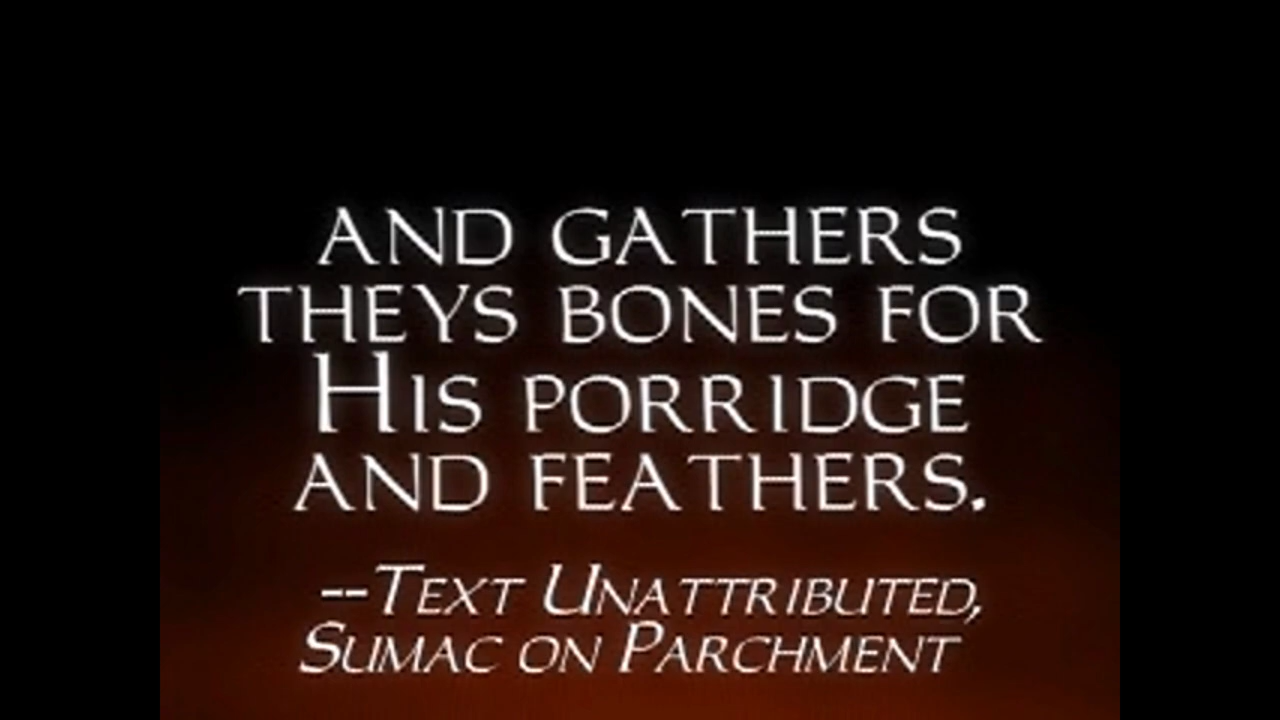 AND GATHERS
THEYS BONES FOR
HIS PORRIDGE
AND FEATHERS.
--TEXT UNATTRIBUTED,
SUMAC ON PARCHMENT